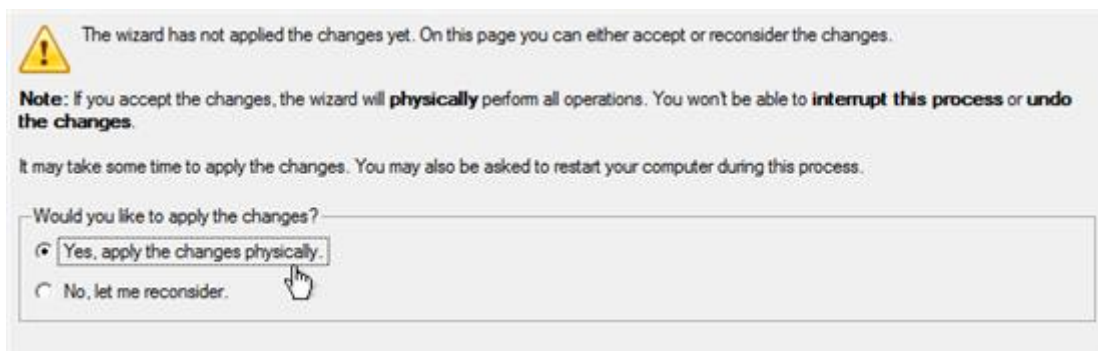 The wizard has not applied the changes yet. On this page you can either accept or reconsider the changes.
Note: If you accept the changes, the wizard will physically perform all operations. You won't be able to interrupt this process or undo
the changes.
It may take some time to apply the changes. You may also be asked to restart your computer during this process.
Would you like to apply the changes?
Yes, apply the changes physically.
No, let me reconsider.